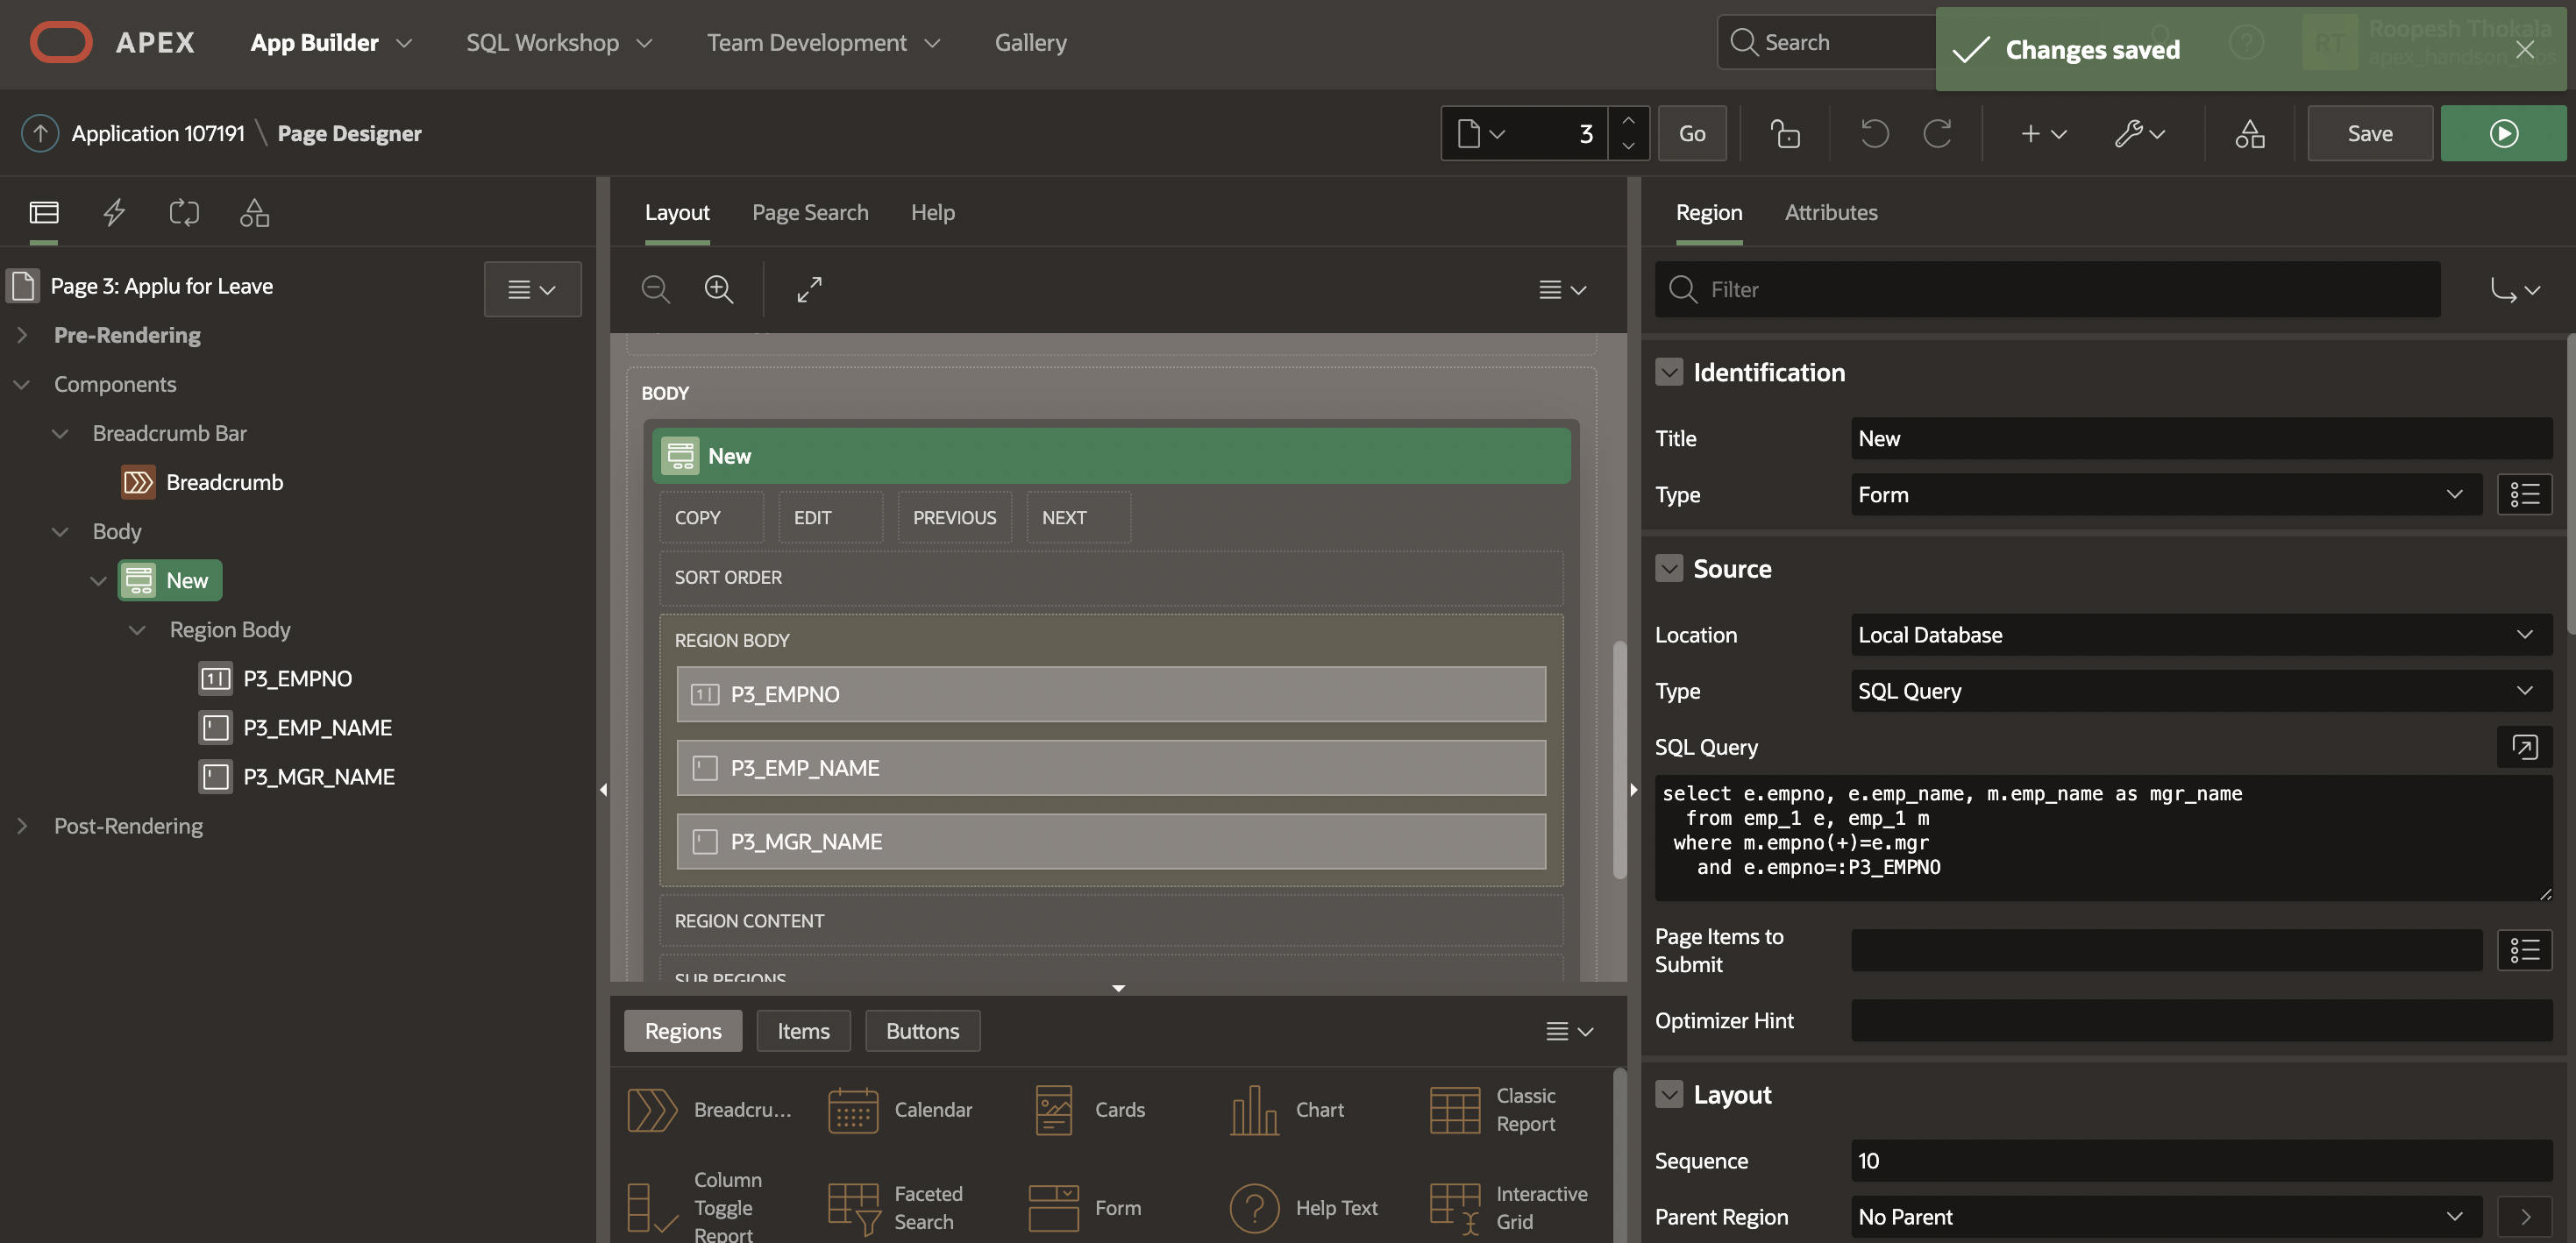 APEX
App Builder
SQL Workshop
Team Development
Gallery
Search
Changes saved
RT
Roopesh Thokala
Application 107191 \ Page Designer
3
Go
Save
Page 3: Applu for Leave
Pre-Rendering
Components
Breadcrumb Bar
Breadcrumb
Body
New
Region Body
P3_EMPNO
P3_EMP_NAME
P3_MGR_NAME
Post-Rendering
Layout
Page Search
Help
BODY
New
COPY
EDIT
PREVIOUS
NEXT
SORT ORDER
REGION BODY
P3_EMPNO
P3_EMP_NAME
P3_MGR_NAME
REGION CONTENT
SUB REGIONS
Regions
Items
Buttons
Breadcru...
Calendar
Cards
Chart
Classic
Report
Column
Toggle
Report
Faceted
Search
Form
Help Text
Interactive
Grid
Region
Attributes
Filter
Identification
Title
New
Type
Form
Source
Location
Local Database
Type
SQL Query
SQL Query
select e.empno, e.emp_name, m.emp_name as mgr_name
from emp_1 e, emp_1 m
where m.empno(+)=e.mgr
and e.empno=:P3_EMPNO
Page Items to
Submit
Optimizer Hint
Layout
Sequence
10
Parent Region
No Parent